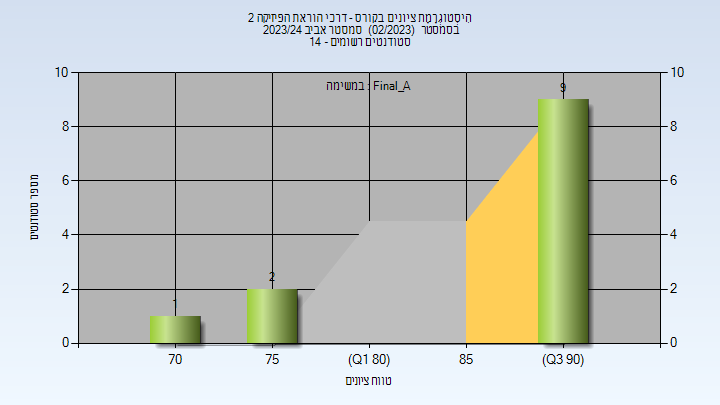 היסטוגרמת ציונים בקורס - דרכי הוראת הפיזיקה 2
בסמסטר (02/2023) סמסטר אביב 2023/24
סטודנטים רשומים - 14
במשימה : Final_A
10 10
8 8
6 6
4 4
2 2
0 0
1
2
9
מספר סטודנטים
70 75 (Q1 80) 85 (Q3 90)
טווח ציונים